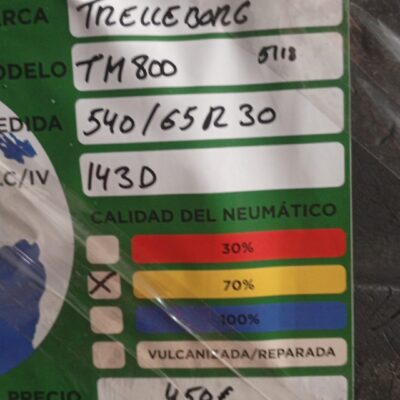 ARCA TRELLEBORG
ODELO TM800 5118
EDIDA 540/65R30
.C/IV 143D
CALIDAD DEL NEUMÁTICO
30%
70%
100%
VULCANIZADA/REPARADA
PRECIO 450€